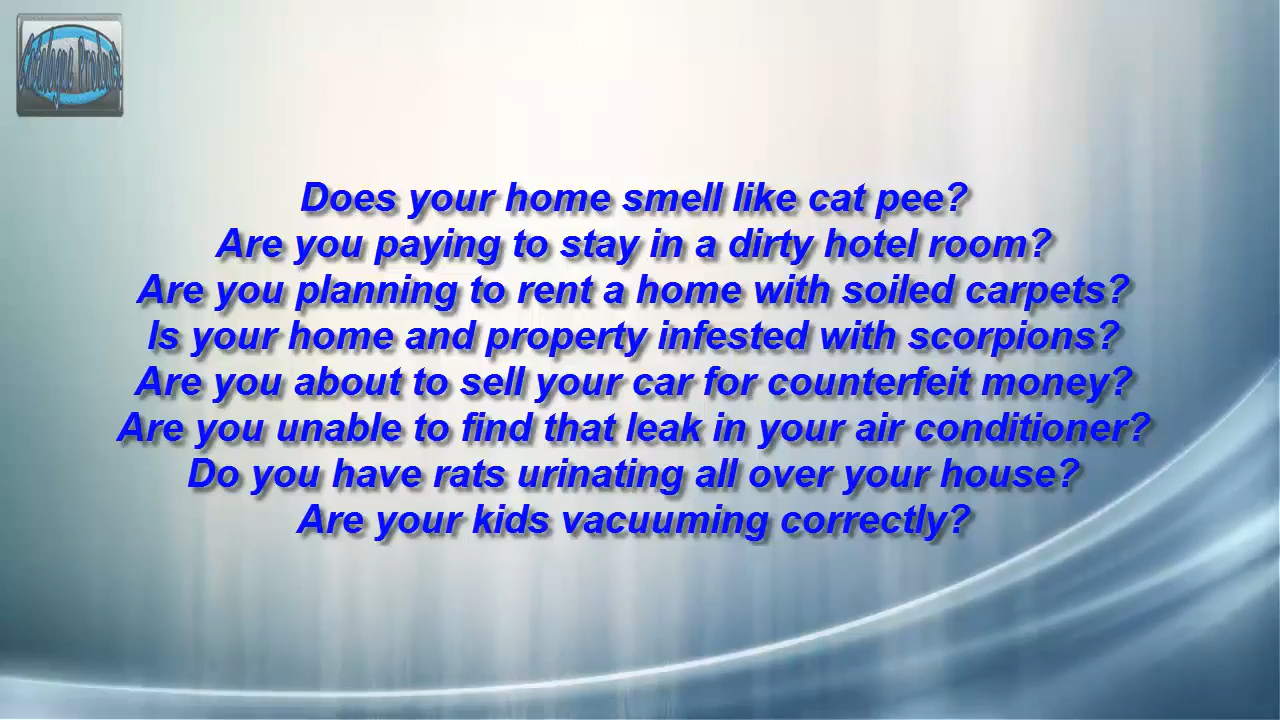 Catalogue Product
Does your home smell like cat pee?
Are you paying to stay in a dirty hotel room?
Are you planning to rent a home with soiled carpets?
Is your home and property infested with scorpions?
Are you about to sell your car for counterfeit money?
Are you unable to find that leak in your air conditioner?
Do you have rats urinating all over your house?
Are your kids vacuuming correctly?